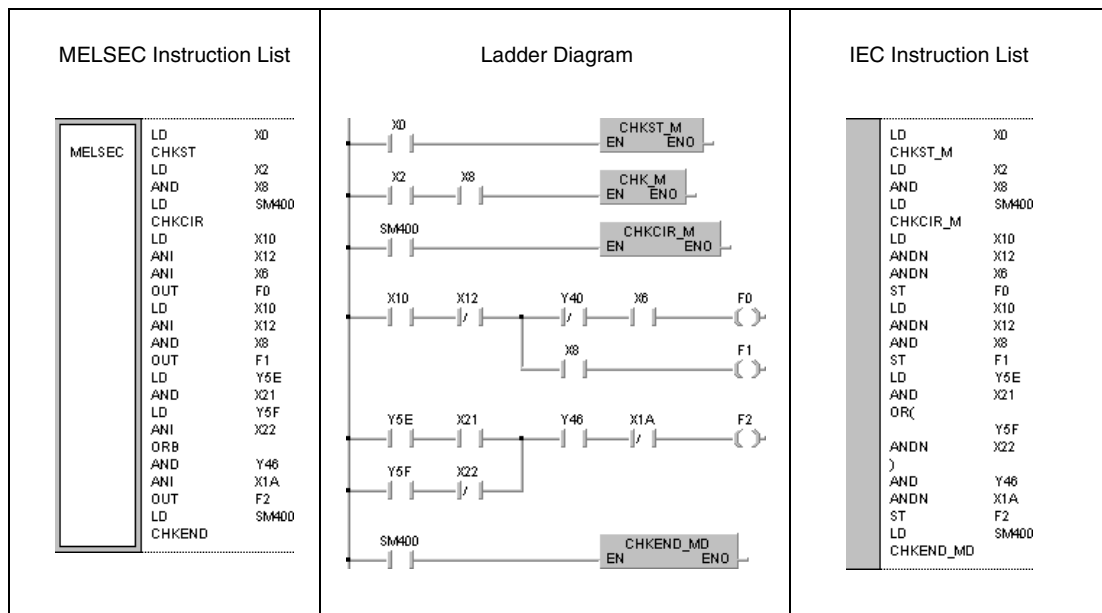 MELSEC Instruction List
MELSEC
LD X0
CHKST
LD X2
AND X8
LD SM400
CHKCIR
LD X10
ANI X12
ANI X6
OUT F0
LD X10
ANI X12
AND X8
OUT F1
LD Y5E
AND X21
LD Y5F
ANI X22
ORB
AND Y46
ANI X1A
OUT F2
LD SM400
CHKEND
Ladder Diagram
X0
CHKST_M
EN ENO
X2 X8
CHK_M
EN ENO
SM400
CHKCIR_M
EN ENO
X10 X12 Y40 X6 F0
X8 F1
Y5E X21 Y46 X1A F2
Y5F X22
SM400
CHKEND_MD
EN ENO
IEC Instruction List
LD X0
CHKST_M
LD X2
AND X8
LD SM400
CHKCIR_M
LD X10
ANDN X12
ANDN X6
ST F0
LD X10
ANDN X12
AND X8
ST F1
LD Y5E
AND X21
OR(
Y5F
ANDN X22
)
AND Y46
ANDN X1A
ST F2
LD SM400
CHKEND_MD